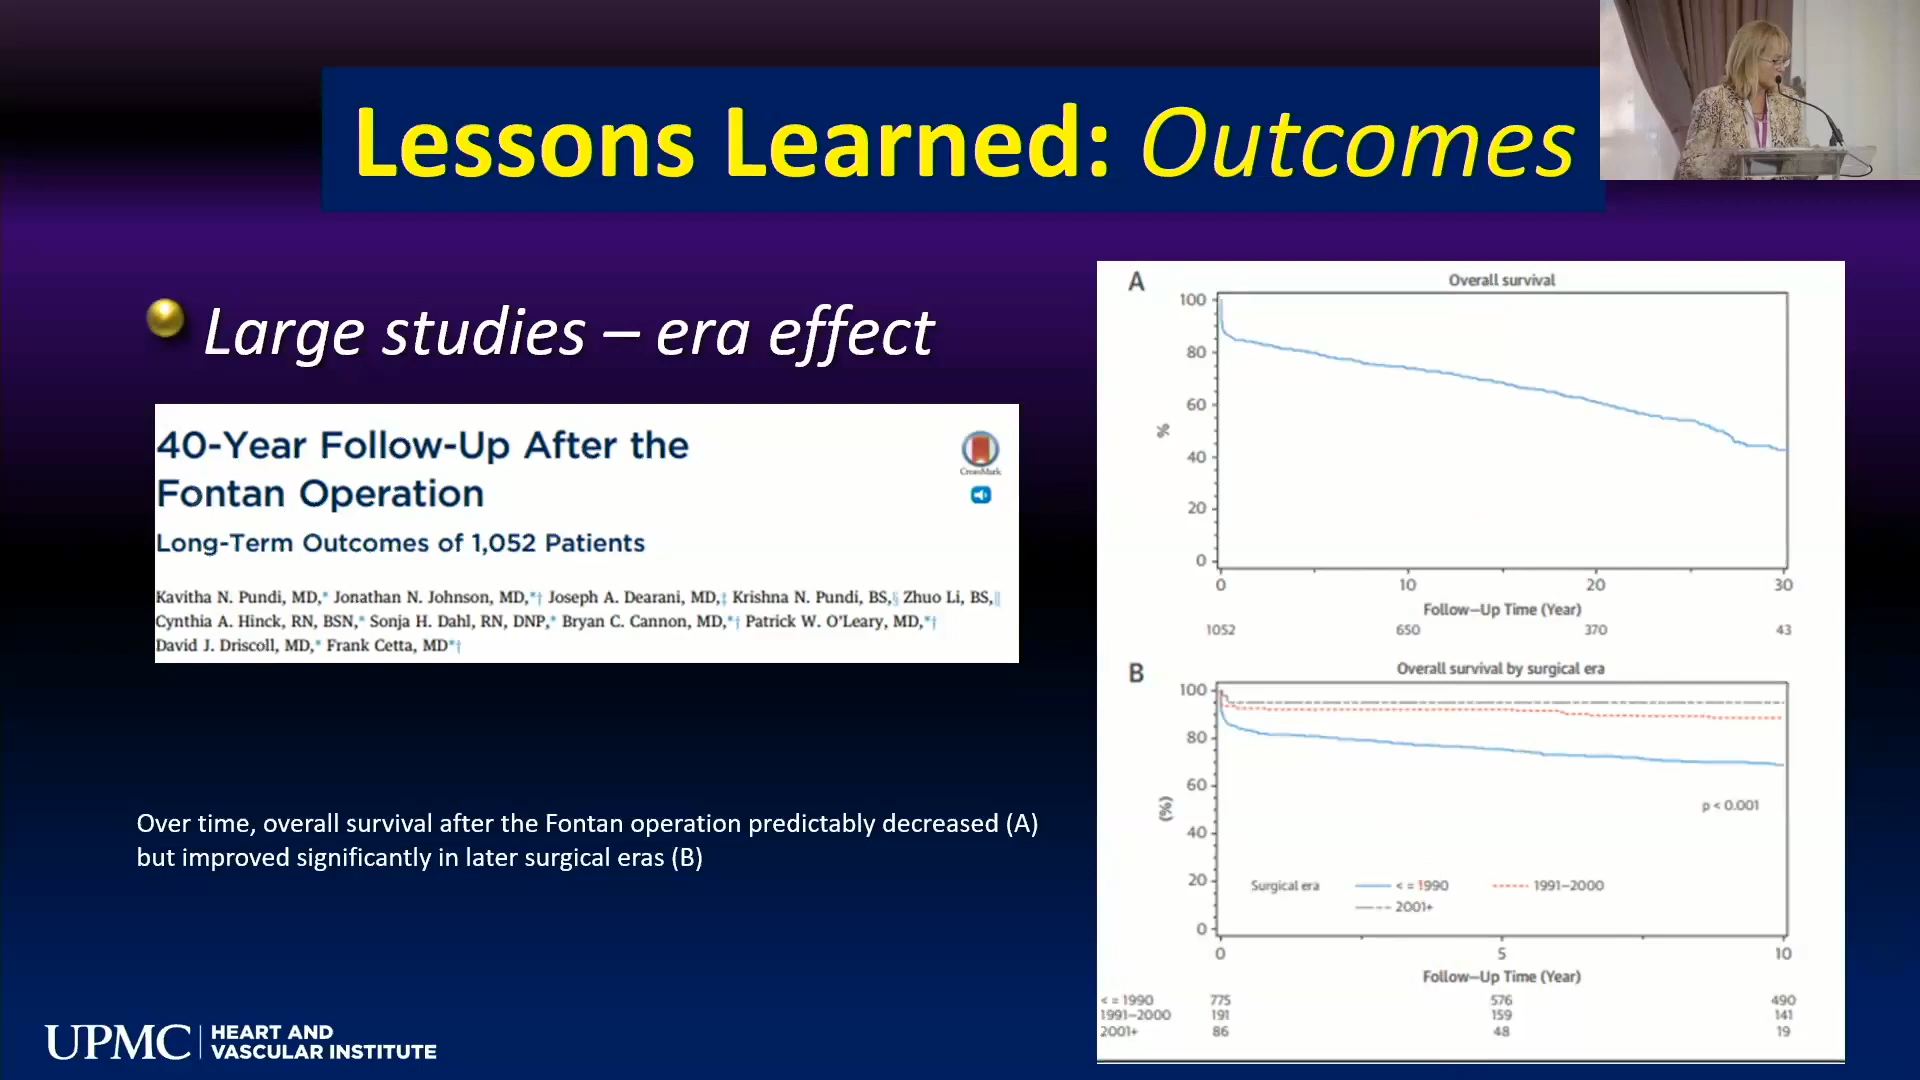 Lessons Learned: Outcomes
Large studies – era effect
40-Year Follow-Up After the
Fontan Operation
CrossMark
Long-Term Outcomes of 1,052 Patients
Kavitha N. Pundi, MD,* Jonathan N. Johnson, MD,*† Joseph A. Dearani, MD,‡ Krishna N. Pundi, BS,§ Zhuo Li, BS,||
Cynthia A. Hinck, RN, BSN,* Sonja H. Dahl, RN, DNP,* Bryan C. Cannon, MD,*† Patrick W. O'Leary, MD,*†
David J. Driscoll, MD,* Frank Cetta, MD*†
Over time, overall survival after the Fontan operation predictably decreased (A)
but improved significantly in later surgical eras (B)
UPMC HEART AND
VASCULAR INSTITUTE
A
Overall survival
100
80
60
%
40
20
0
0 10 20 30
Follow–Up Time (Year)
1052 650 370 43
B
Overall survival by surgical era
100
80
60
(%)
p < 0.001
40
20
Surgical era < = 1990 1991–2000
2001+
0
0 5 10
Follow–Up Time (Year)
< = 1990 775 576 490
1991–2000 191 159 141
2001+ 86 48 19